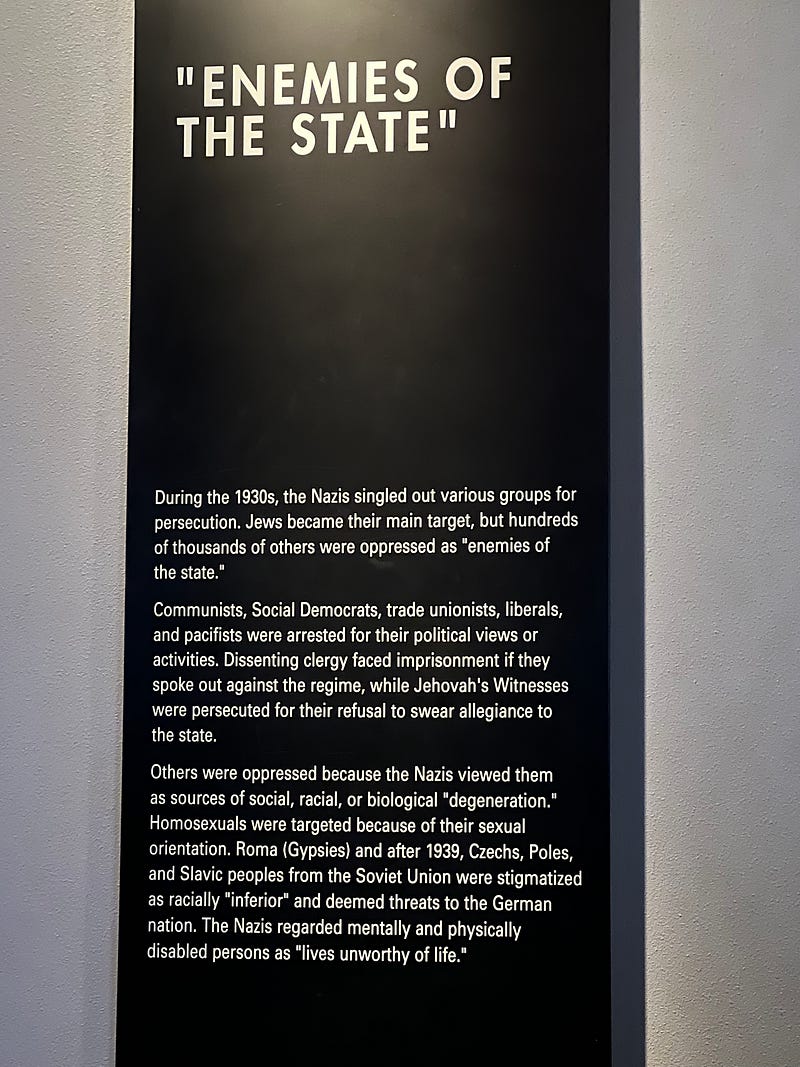 "ENEMIES OF
THE STATE"
During the 1930s, the Nazis singled out various groups for
persecution. Jews became their main target, but hundreds
of thousands of others were oppressed as "enemies of
the state."
Communists, Social Democrats, trade unionists, liberals,
and pacifists were arrested for their political views or
activities. Dissenting clergy faced imprisonment if they
spoke out against the regime, while Jehovah's Witnesses
were persecuted for their refusal to swear allegiance to
the state.
Others were oppressed because the Nazis viewed them
as sources of social, racial, or biological "degeneration."
Homosexuals were targeted because of their sexual
orientation. Roma (Gypsies) and after 1939, Czechs, Poles,
and Slavic peoples from the Soviet Union were stigmatized
as racially "inferior" and deemed threats to the German
nation. The Nazis regarded mentally and physically
disabled persons as "lives unworthy of life."